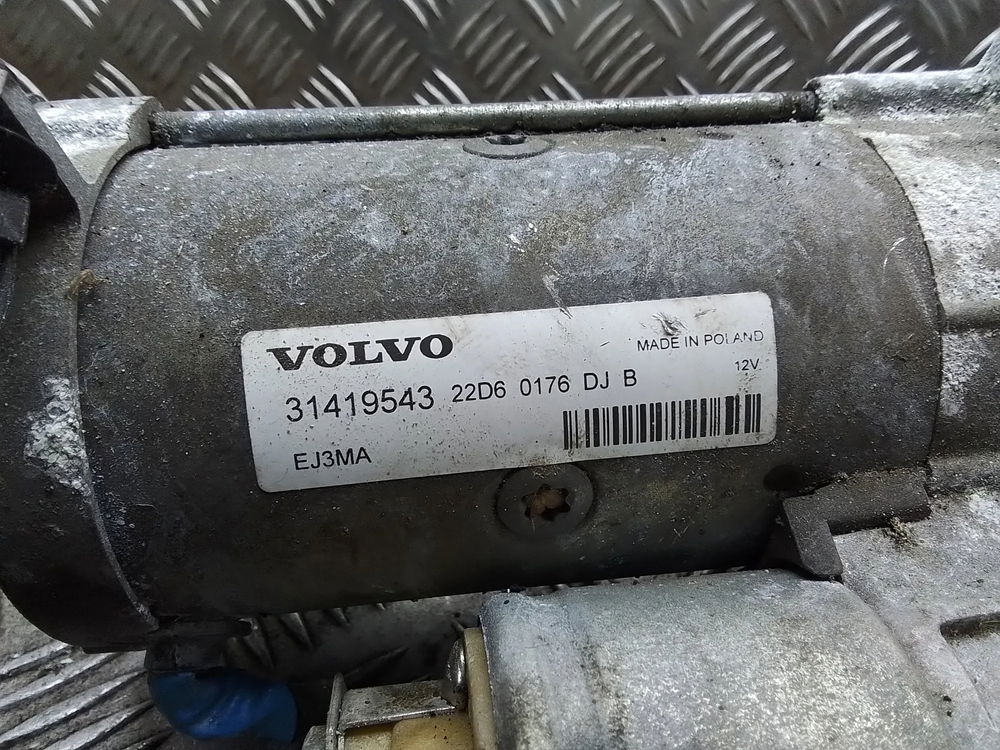 VOLVO
MADE IN POLAND
12V
31419543 22D6 0176 DJ B
EJ3MA